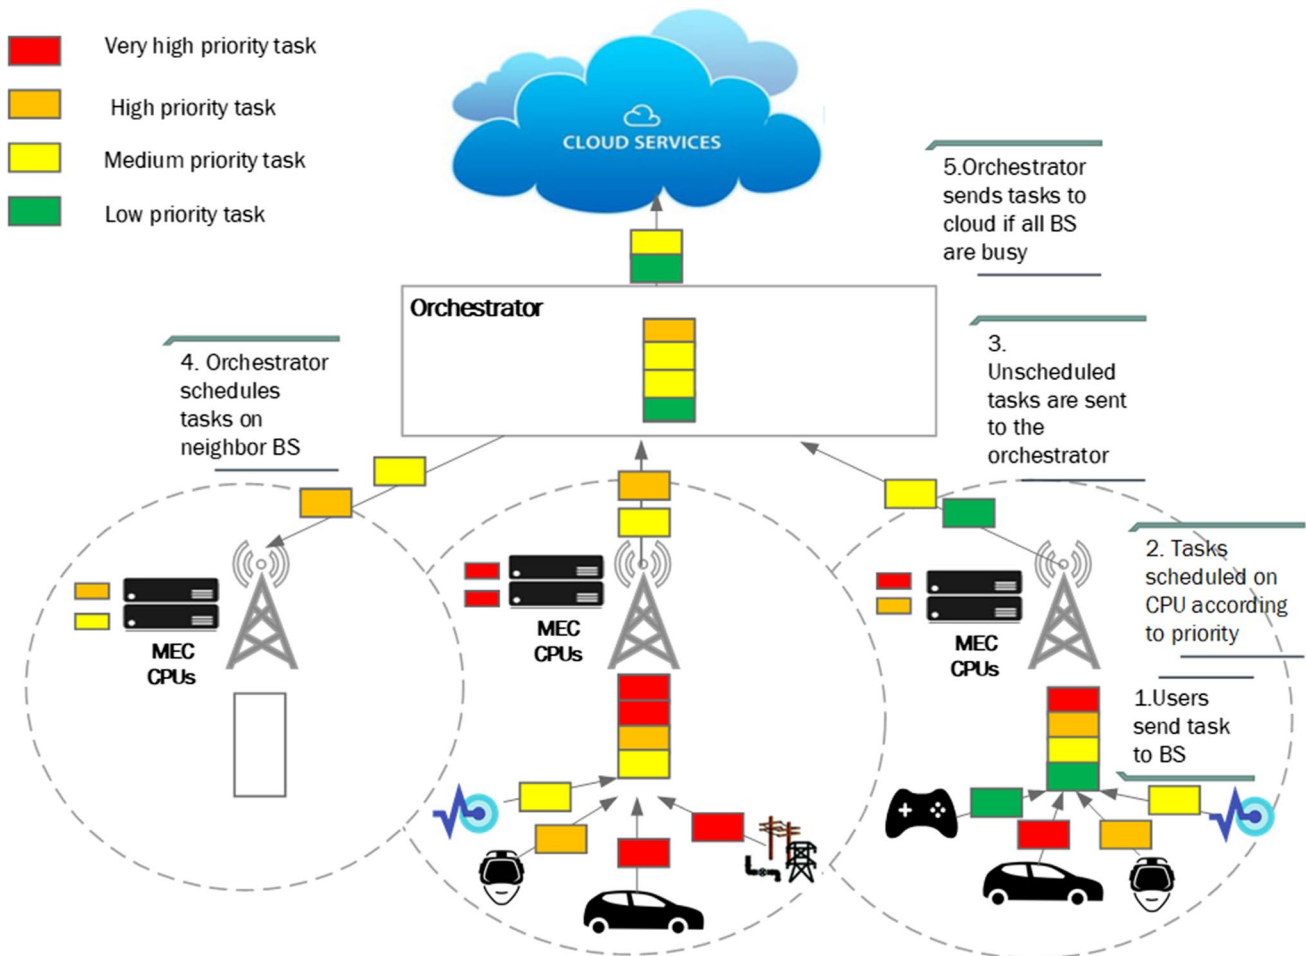 Very high priority task
High priority task
Medium priority task
Low priority task
CLOUD SERVICES
5.Orchestrator
sends tasks to
cloud if all BS
are busy
Orchestrator
4. Orchestrator
schedules
tasks on
neighbor BS
3.
Unscheduled
tasks are sent
to the
orchestrator
2. Tasks
scheduled on
CPU according
to priority
MEC
CPUs
MEC
CPUs
MEC
CPUs
1.Users
send task
to BS